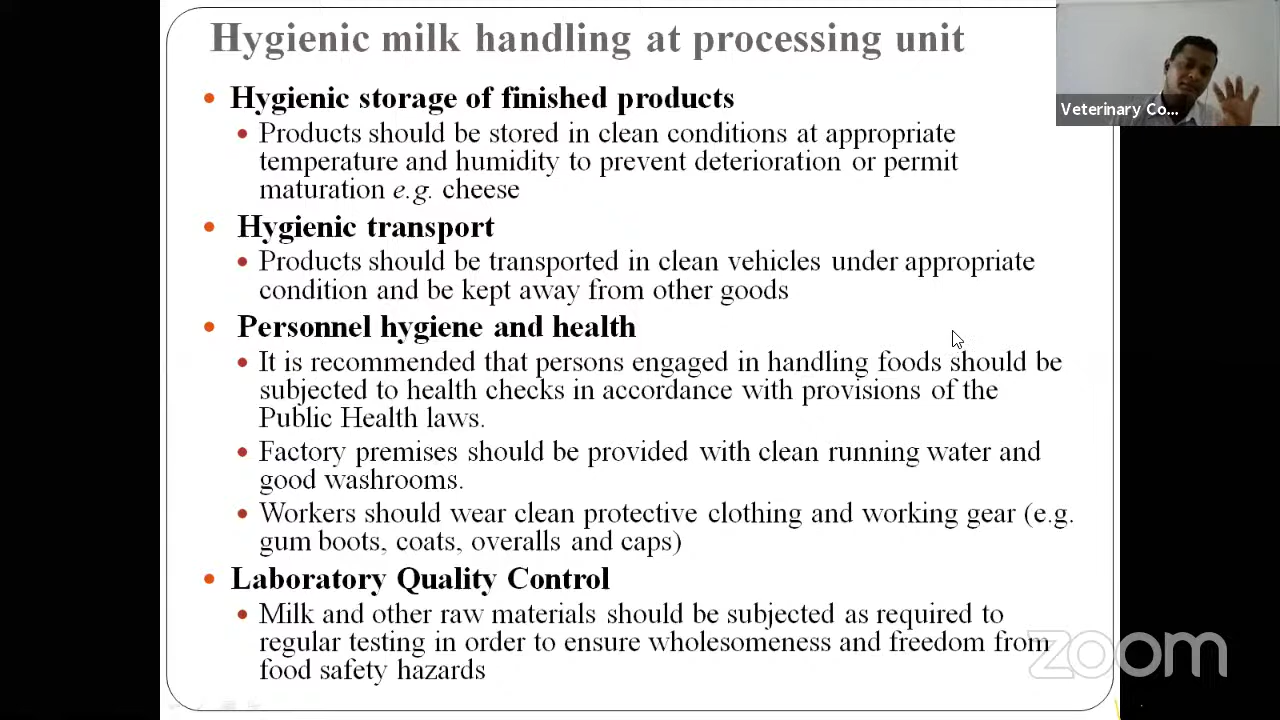 Hygienic milk handling at processing unit
Veterinary Co...
• Hygienic storage of finished products
• Products should be stored in clean conditions at appropriate
temperature and humidity to prevent deterioration or permit
maturation e.g. cheese
• Hygienic transport
• Products should be transported in clean vehicles under appropriate
condition and be kept away from other goods
• Personnel hygiene and health
• It is recommended that persons engaged in handling foods should be
subjected to health checks in accordance with provisions of the
Public Health laws.
• Factory premises should be provided with clean running water and
good washrooms.
• Workers should wear clean protective clothing and working gear (e.g.
gum boots, coats, overalls and caps)
• Laboratory Quality Control
• Milk and other raw materials should be subjected as required to
regular testing in order to ensure wholesomeness and freedom from
food safety hazards
zoom